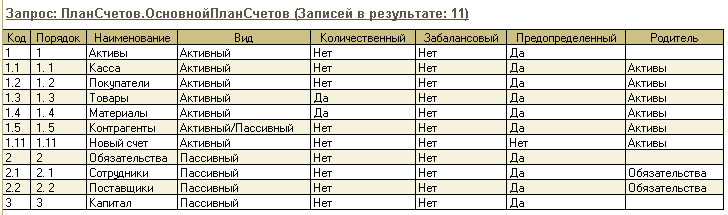 Запрос: ПланСчетов.ОсновнойПланСчетов (Записей в результате: 11)
Код Порядок Наименование Вид Количественный Забалансовый Предопределенный Родитель
1 1 Активы Активный Нет Нет Да
1.1 1. 1 Касса Активный Нет Нет Да Активы
1.2 1. 2 Покупатели Активный Нет Нет Да Активы
1.3 1. 3 Товары Активный Да Нет Да Активы
1.4 1. 4 Материалы Активный Да Нет Да Активы
1.5 1. 5 Контрагенты Активный/Пассивный Нет Нет Да Активы
1.11 1.11 Новый счет Активный Нет Нет Нет Активы
2 2 Обязательства Пассивный Нет Нет Да
2.1 2. 1 Сотрудники Пассивный Нет Нет Да Обязательства
2.2 2. 2 Поставщики Пассивный Нет Нет Да Обязательства
3 3 Капитал Пассивный Нет Нет Да